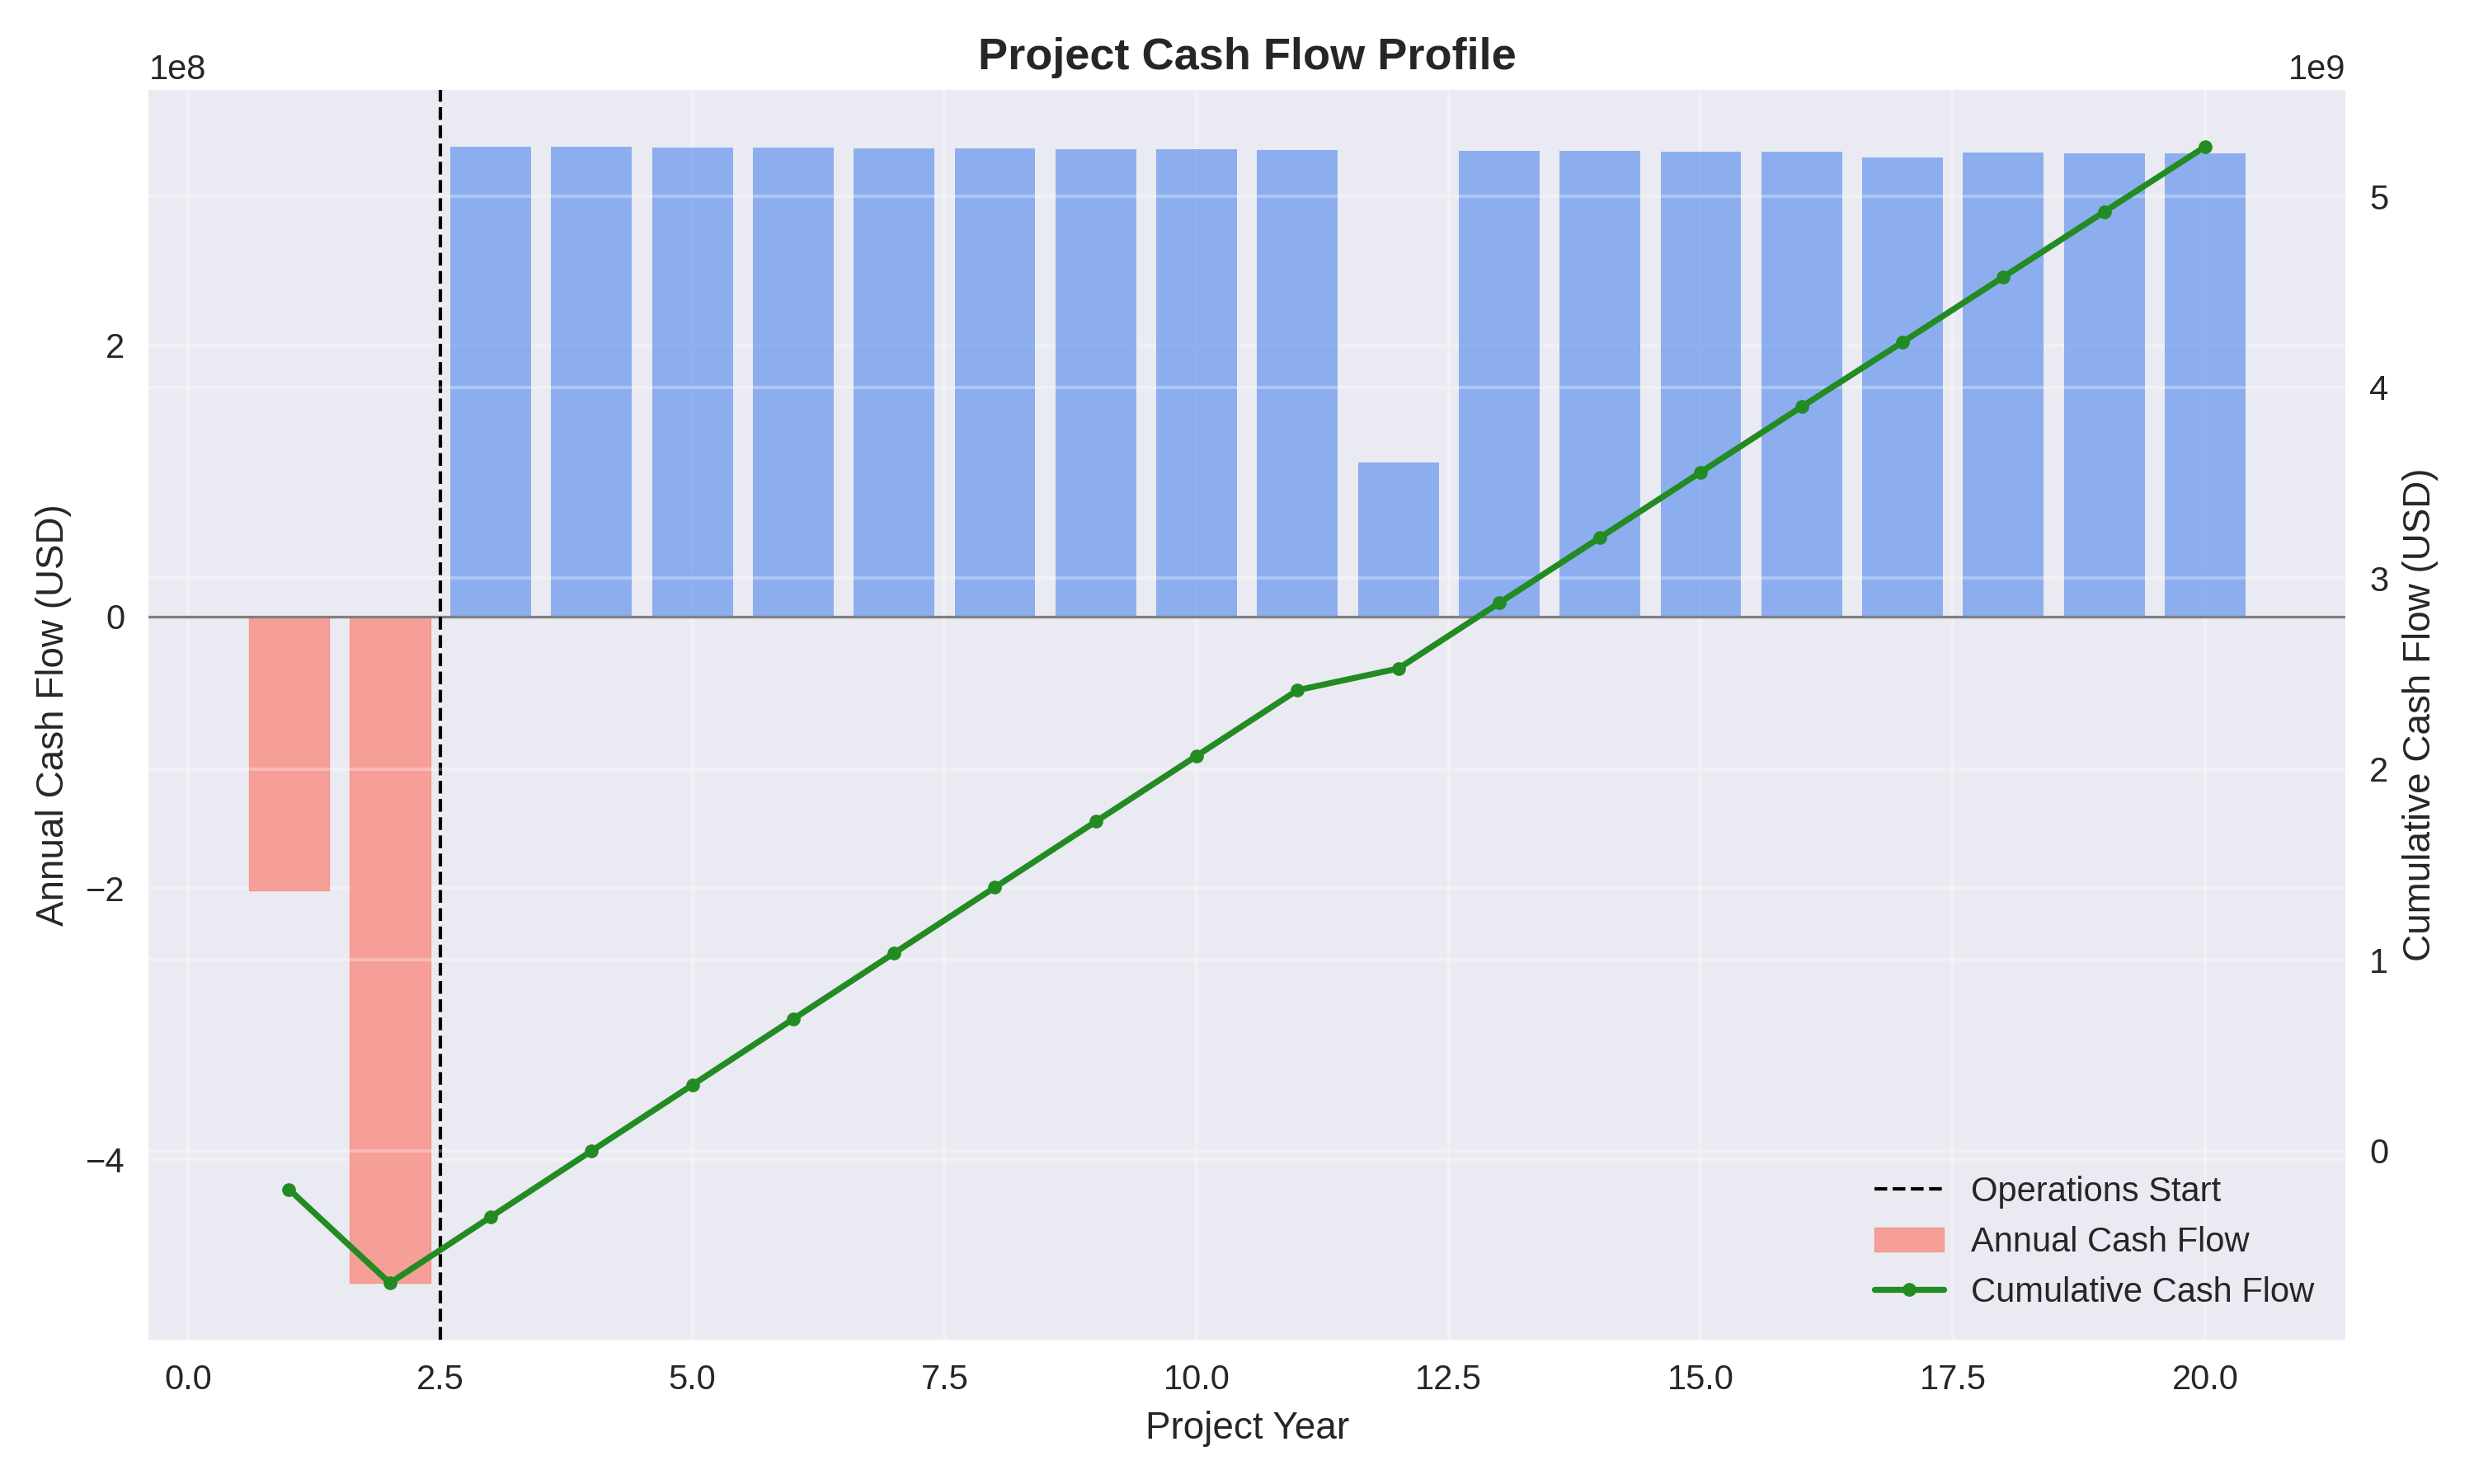 Project Cash Flow Profile
1e8
1e9
2
0
−2
−4
Annual Cash Flow (USD)
5
4
3
2
1
0
Cumulative Cash Flow (USD)
Operations Start
Annual Cash Flow
Cumulative Cash Flow
0.0 2.5 5.0 7.5 10.0 12.5 15.0 17.5 20.0
Project Year